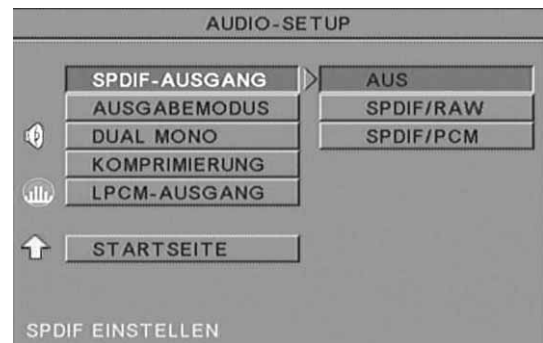 AUDIO-SETUP
SPDIF-AUSGANG AUS
AUSGABEMODUS SPDIF/RAW
DUAL MONO SPDIF/PCM
KOMPRIMIERUNG
LPCM-AUSGANG
STARTSEITE
SPDIF EINSTELLEN